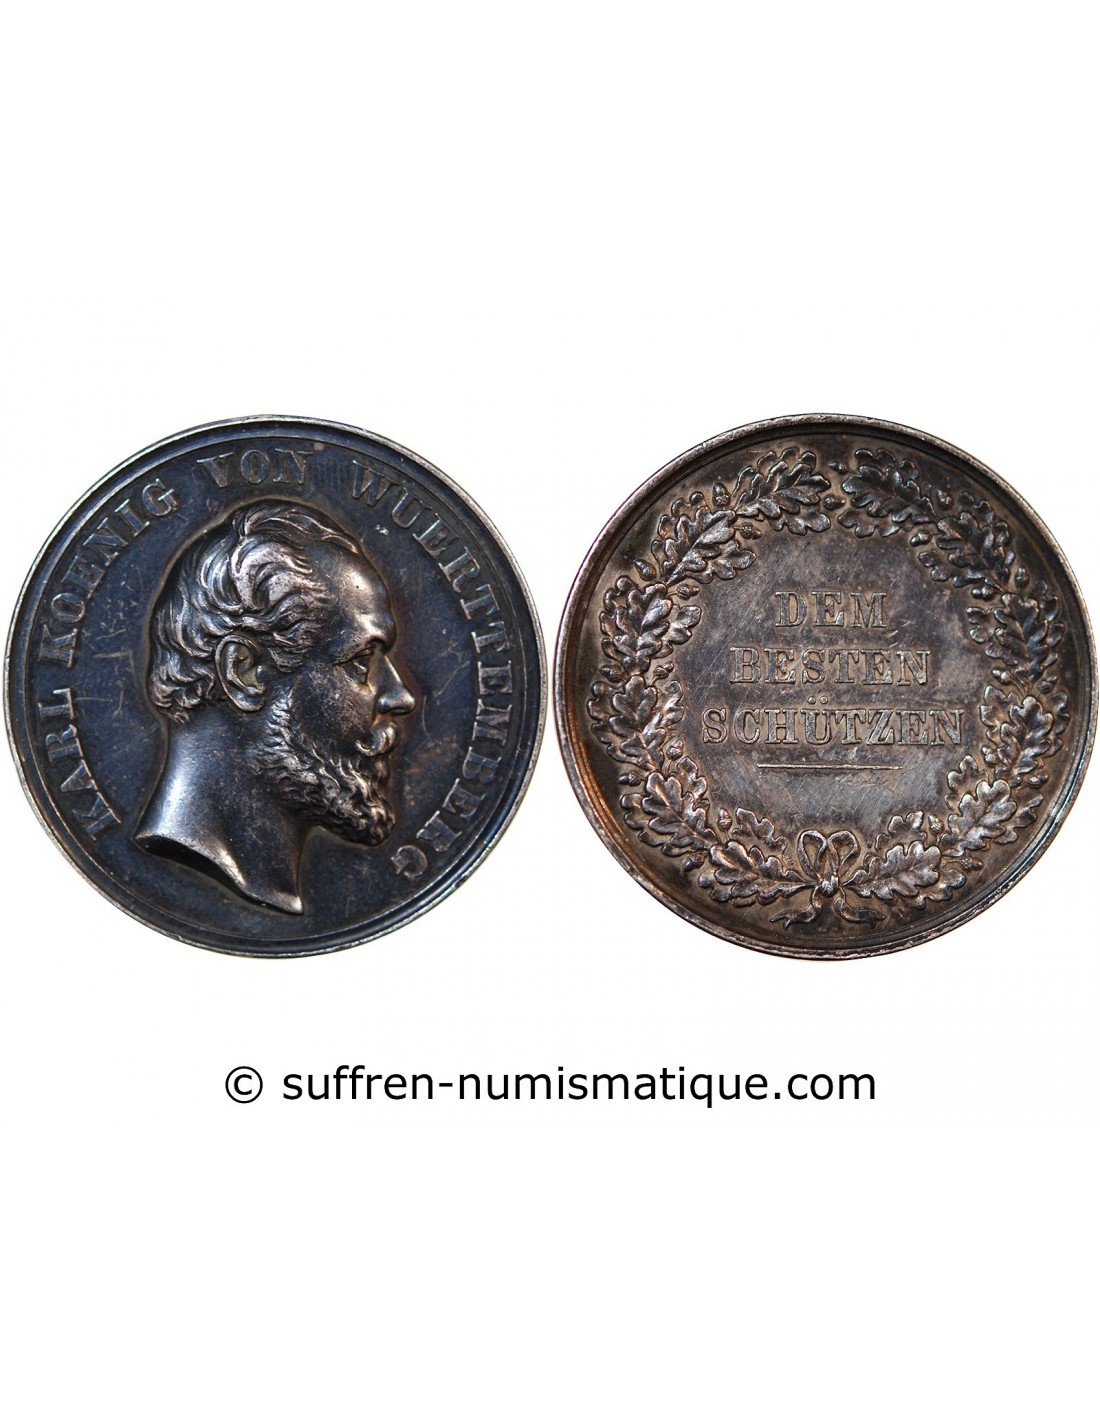 KARL KOENIG VON WUERTTEMBERG
DEM
BESTEN
SCHÜTZEN
© suffren-numismatique.com